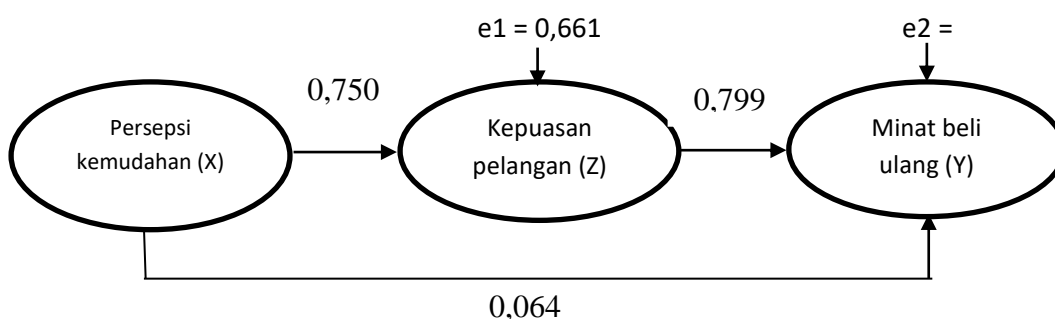 e1 = 0,661
e2 =
0,750
0,799
Persepsi
kemudahan (X)
Kepuasan
pelangan (Z)
Minat beli
ulang (Y)
0,064